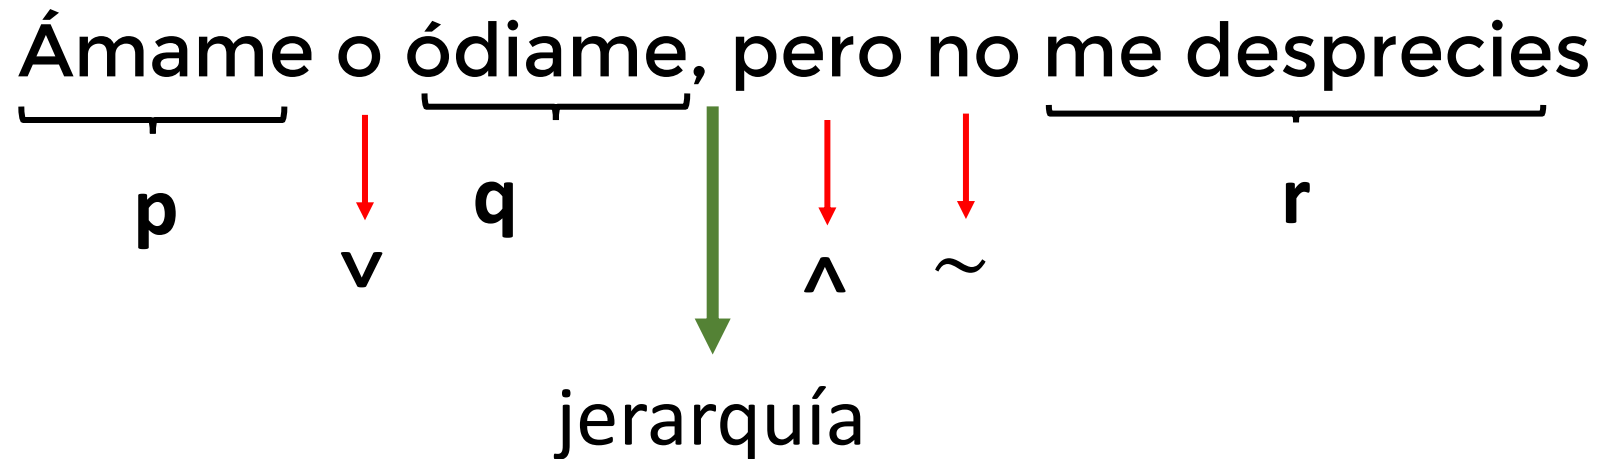 Ámame o ódiame, pero no me desprecies
p q r
v ^ ~
jerarquía